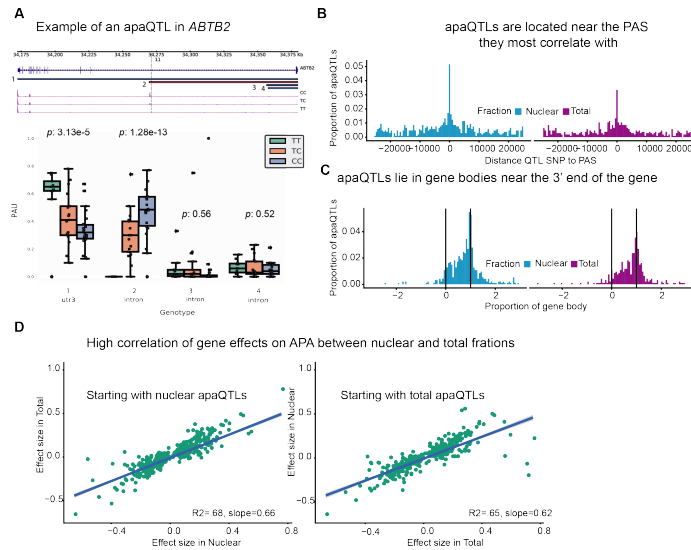 A
Example of an apaQTL in ABTB2
34,175 34,200 34,225 34,250 34,275 34,300 34,325 34,350 34,375 Kb
11
ABTB2
1
2
3
4
CC
TC
TT
p: 3.13e-5
p: 1.28e-13
p: 0.56
p: 0.52
TT
TC
CC
1.0
0.8
0.6
0.4
0.2
0.0
PAU
1 2 3 4
utr3 intron intron intron
Genotype
B
apaQTLs are located near the PAS
they most correlate with
Proportion of apaQTLs
0.05
0.04
0.03
0.02
0.01
0.00
Fraction Nuclear Total
−20000 −10000 0 10000 20000 −20000 −10000 0 10000 20000
Distance QTL SNP to PAS
C
apaQTLs lie in gene bodies near the 3' end of the gene
Proportion of apaQTLs
0.04
0.02
0.00
Fraction Nuclear Total
−2 0 2 −2 0 2
Proportion of gene body
D
High correlation of gene effects on APA between nuclear and total frations
Starting with nuclear apaQTLs
Effect size in Total
1.0
0.5
0.0
−0.5
R2= 68, slope=0.66
−0.4 0.0 0.4 0.8
Effect size in Nuclear
Starting with total apaQTLs
Effect size in Nuclear
1.0
0.5
0.0
−0.5
R2= 65, slope=0.62
−0.4 0.0 0.4 0.8
Effect size in Total